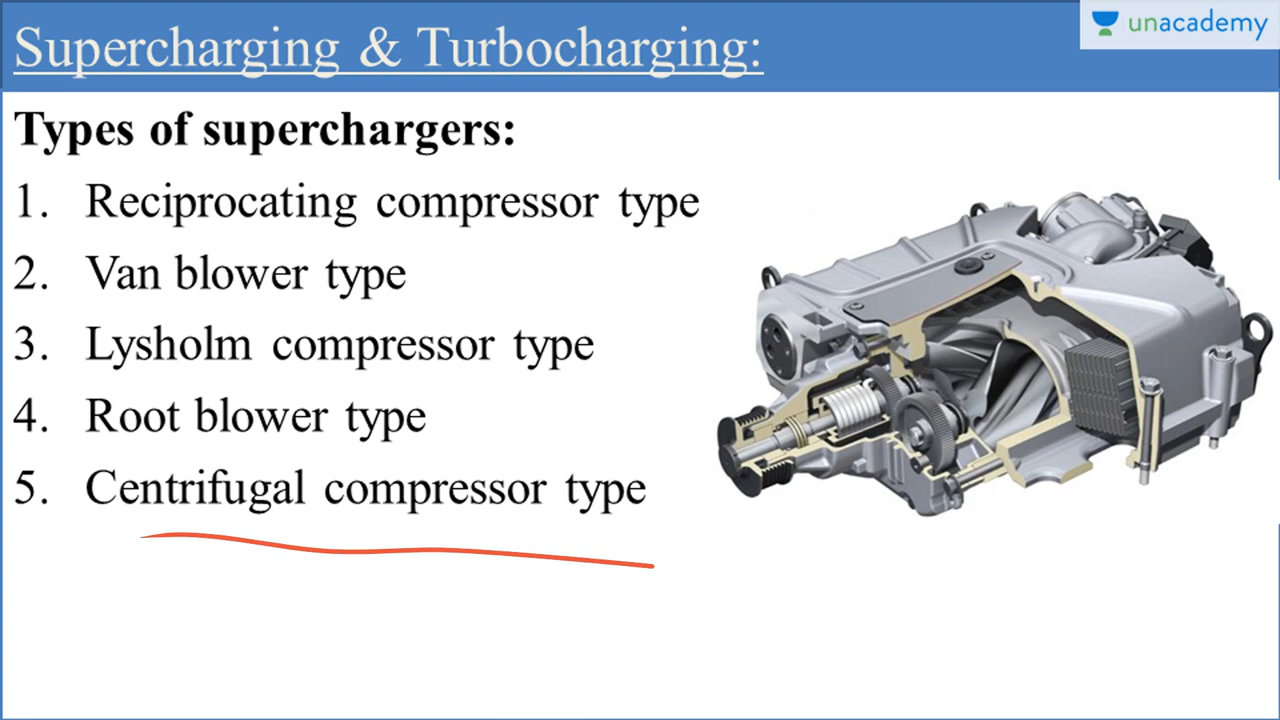 Supercharging & Turbocharging:
unacademy
Types of superchargers:
1. Reciprocating compressor type
2. Van blower type
3. Lysholm compressor type
4. Root blower type
5. Centrifugal compressor type